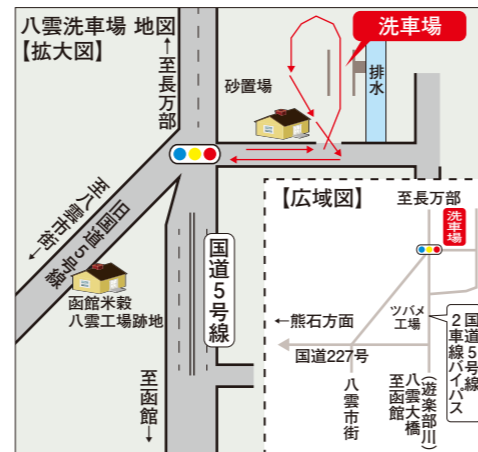 八雲洗車場 地図
【拡大図】
←至長万部
洗車場
砂置場
排水
至八雲市街→
旧国道5号線
函館米穀
八雲工場跡地
国道5号線
至函館→
【広域図】
至長万部
洗車場
ツバメ
工場
←熊石方面
国道227号
国道5号線
2車線バイパス
八雲市街
(遊楽部川)
八雲大橋
至函館